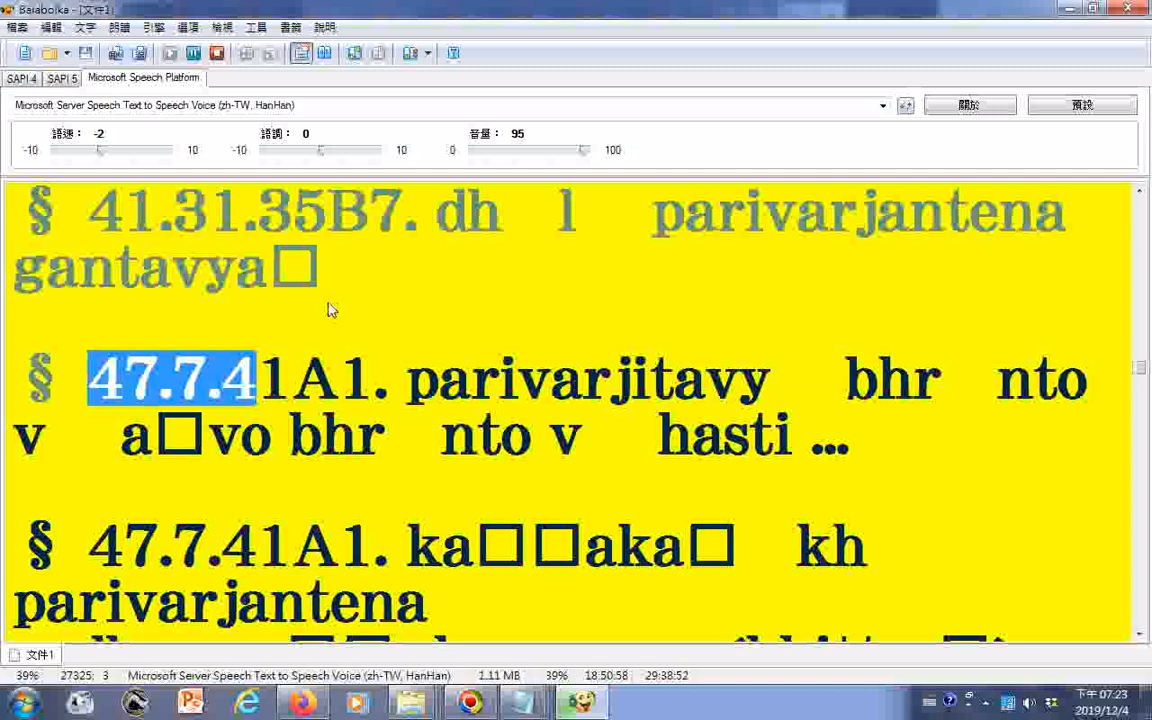 Balabolka - [文件1]
檔案 編輯 文字 朗讀 引擎 選項 檢視 工具 書籤 說明
SAPI 4 SAPI 5 Microsoft Speech Platform
Microsoft Server Speech Text to Speech Voice (zh-TW, HanHan) 關於 預設
語速： -2 語調： 0 音量： 95
-10 10 -10 10 0 100
§ 41.31.35B7. dh l parivarjantena
gantavya□
§ 47.7.41A1. parivarjitavy bhr nto
v a□vo bhr nto v hasti ...
§ 47.7.41A1. ka□□aka□ kh
parivarjantena
文件1
39% 27325: 3 Microsoft Server Speech Text to Speech Voice (zh-TW, HanHan) 1.11 MB 39% 18:50:58 29:38:52
下午 07:23
2019/12/4